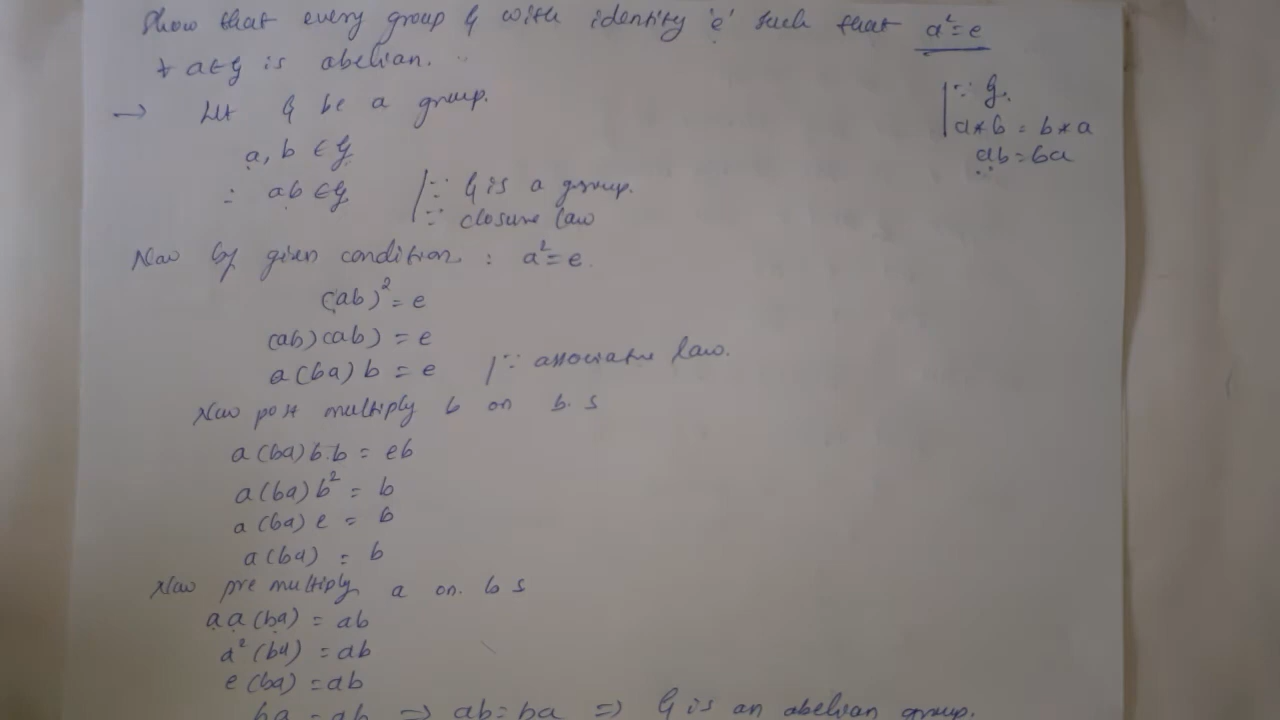 Show that every group G with identity 'e' such that a²=e
∀ a∈G is abelian.
→ Let G be a group.
a, b ∈ G
∴ ab ∈ G |∵ G is a group.
∵ closure law
|∵ G.
a*b = b*a
ab = ba
Now by given condition : a²=e.
(ab)² = e
(ab)(ab) = e
a(ba)b = e |∵ associative law.
Now post multiply b on b.s
a(ba)b.b = eb
a(ba)b² = b
a(ba)e = b
a(ba) = b
Now pre multiply a on b s
aa(ba) = ab
a²(ba) = ab
e(ba) = ab
ba = ab ⇒ ab=ba ⇒ G is an abelian group.